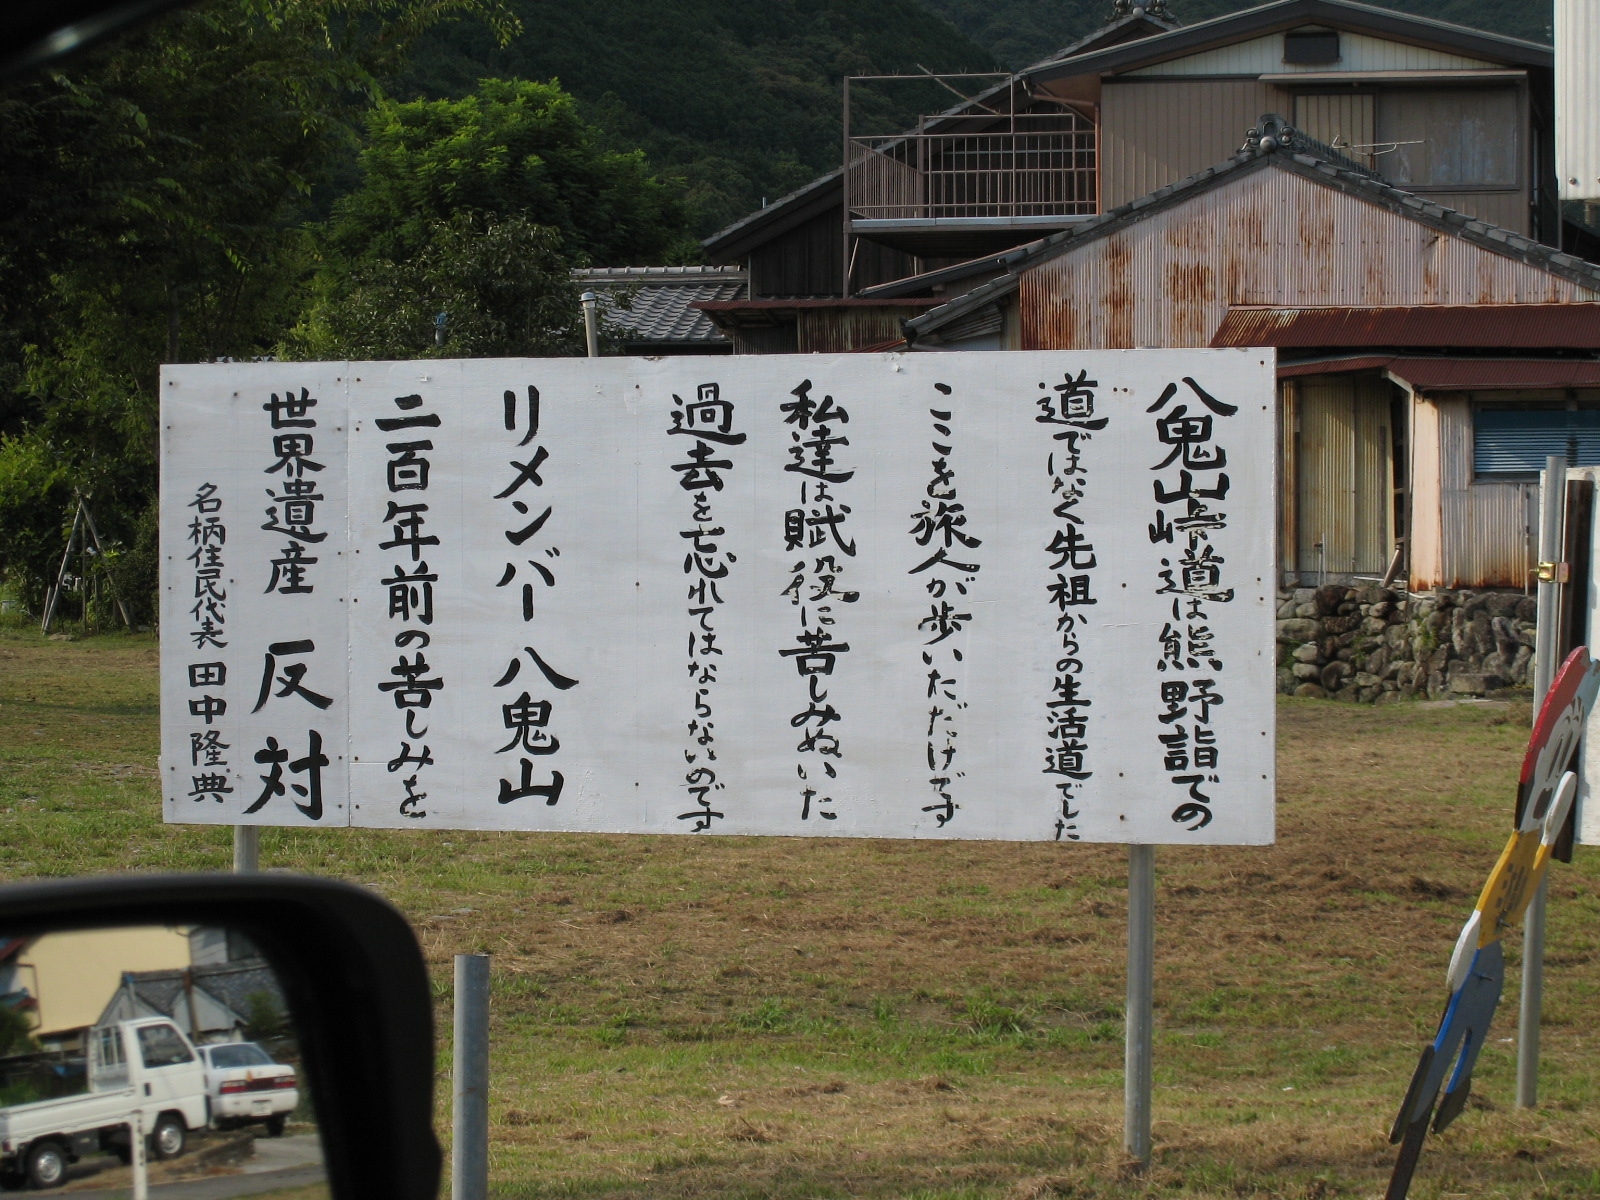 八鬼山峠道は熊野詣での
道ではなく先祖からの生活道でした
ここを旅人が歩いただけです
私達は賦役に苦しみぬいた
過去を忘れてはならないのです
リメンバー八鬼山
二百年前の苦しみを
世界遺産 反対
名柄住民代表 田中隆典